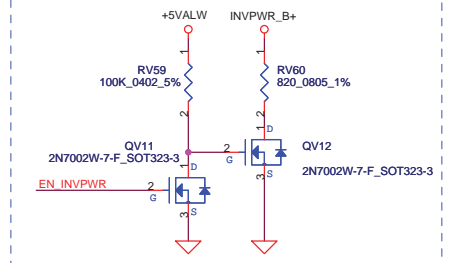 +5VALW
INVPWR_B+
1
1
RV59
100K_0402_5%
RV60
820_0805_1%
2
2
1
D
QV11
2N7002W-7-F_SOT323-3
2
G
QV12
2N7002W-7-F_SOT323-3
3
S
1
D
EN_INVPWR
2
G
3
S